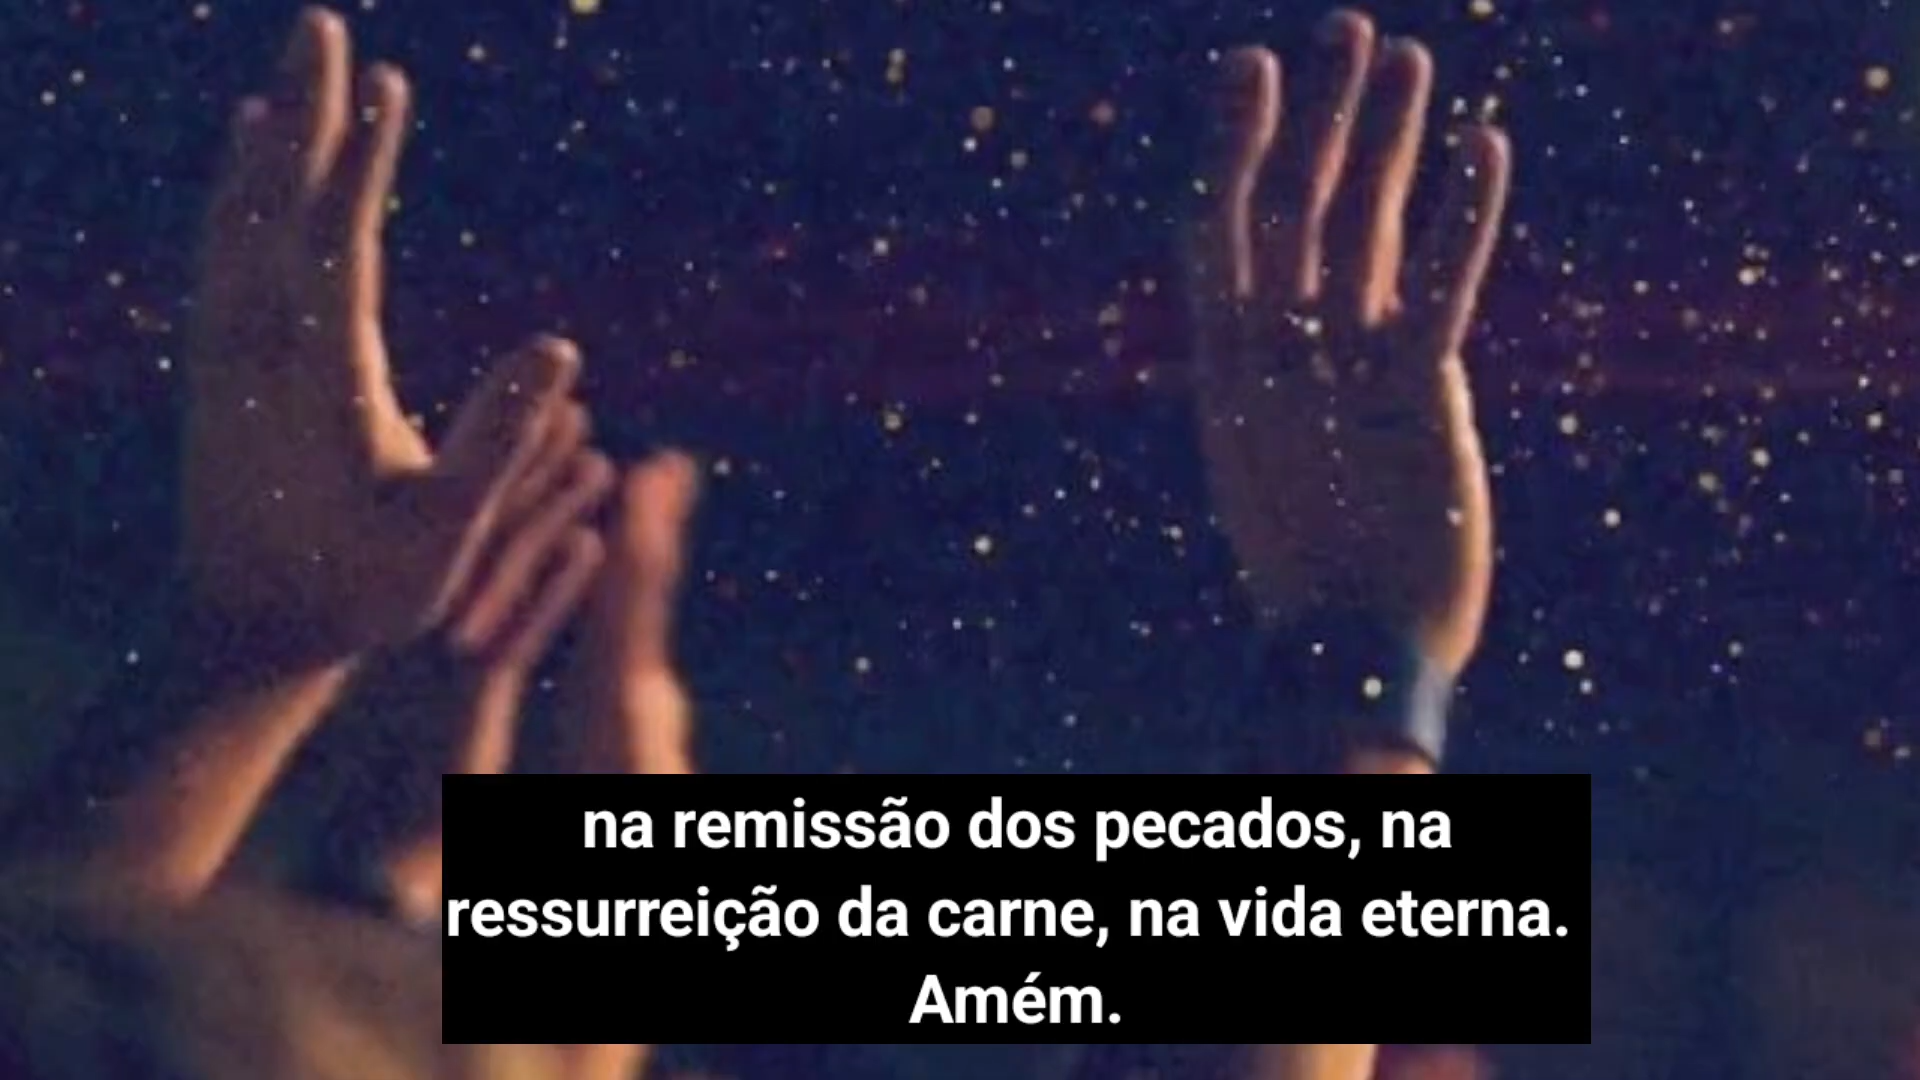 na remissão dos pecados, na
ressurreição da carne, na vida eterna.
Amém.